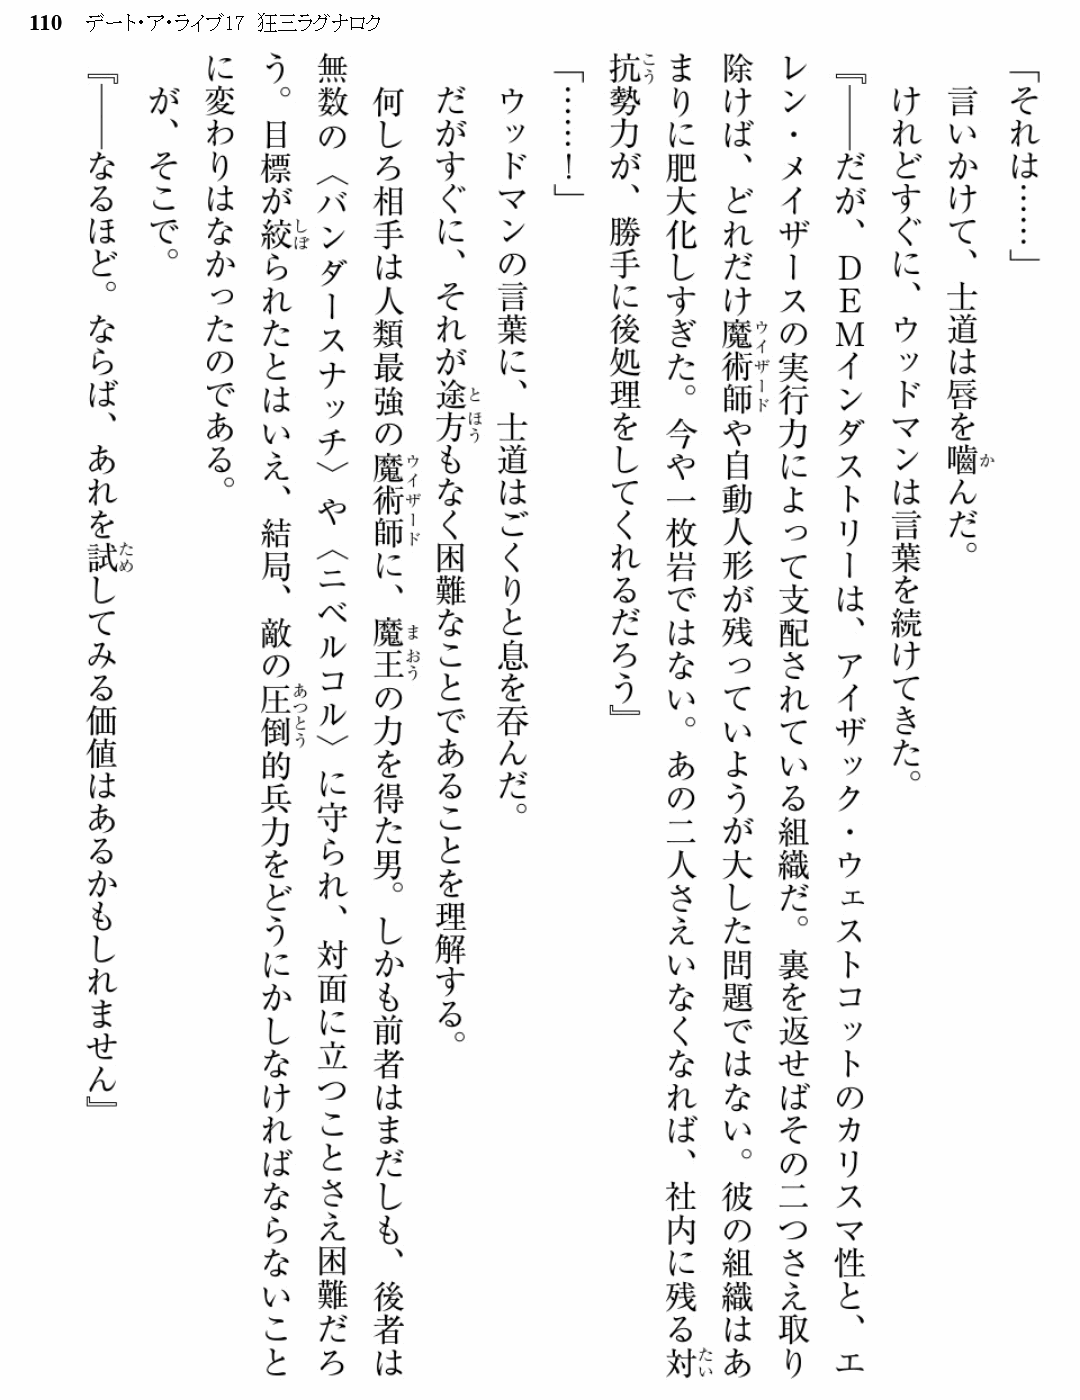 110 デート・ア・ライブ17 狂三ラグナロク
「それは……」
言いかけて、士道は唇を嚙んだ。
けれどすぐに、ウッドマンは言葉を続けてきた。
『――だが、DEMインダストリーは、アイザック・ウェストコットのカリスマ性と、エ
レン・メイザースの実行力によって支配されている組織だ。裏を返せばその二つさえ取り
除けば、どれだけ魔術師や自動人形が残っていようが大した問題ではない。彼の組織はあ
まりに肥大化しすぎた。今や一枚岩ではない。あの二人さえいなくなれば、社内に残る対
抗勢力が、勝手に後処理をしてくれるだろう』
「……！」
ウッドマンの言葉に、士道はごくりと息を吞んだ。
だがすぐに、それが途方もなく困難なことであることを理解する。
何しろ相手は人類最強の魔術師に、魔王の力を得た男。しかも前者はまだしも、後者は
無数の〈バンダースナッチ〉や〈ニベルコル〉に守られ、対面に立つことさえ困難だろ
う。目標が絞られたとはいえ、結局、敵の圧倒的兵力をどうにかしなければならないこと
に変わりはなかったのである。
が、そこで。
『――なるほど。ならば、あれを試してみる価値はあるかもしれません』